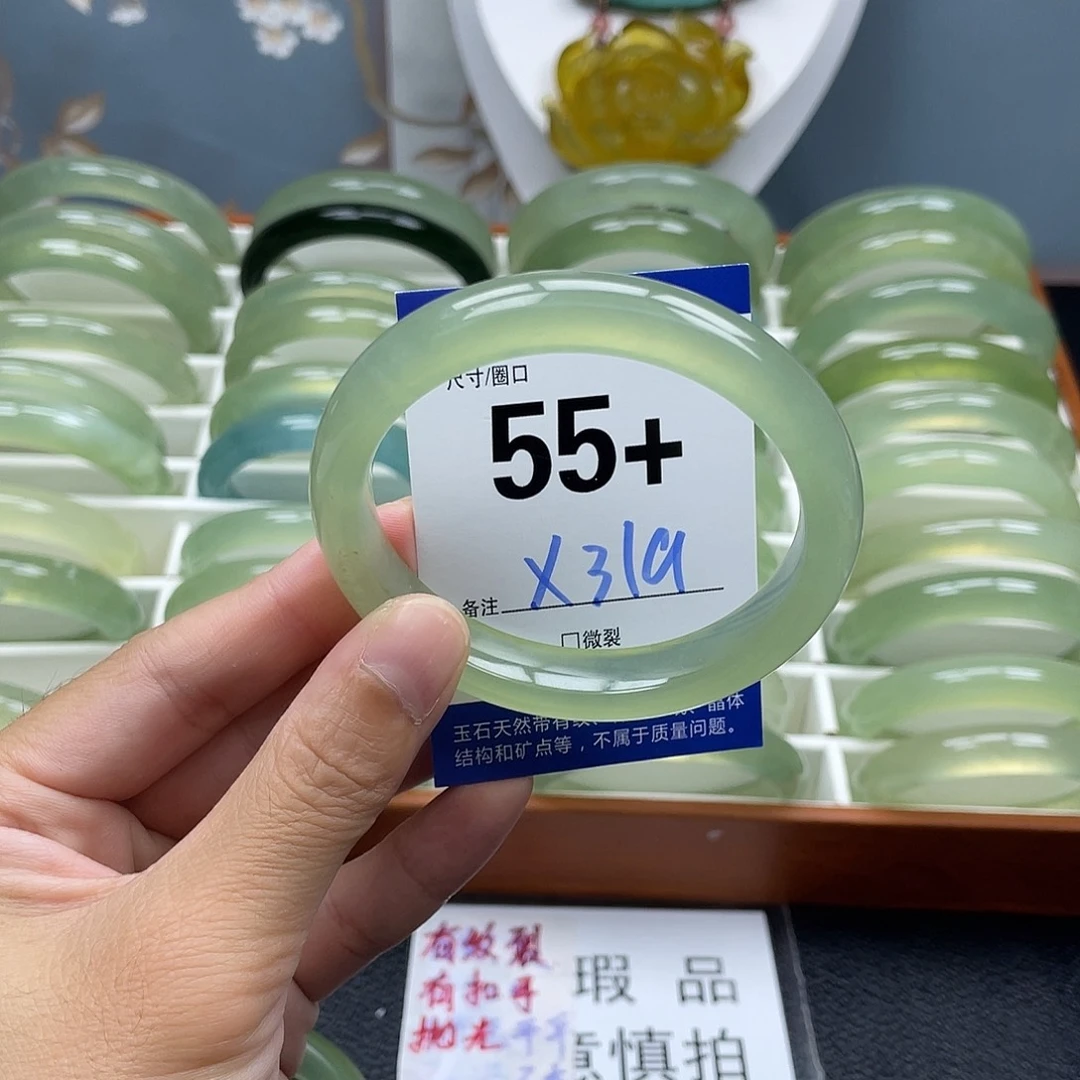 尺寸/圈口
55+
X319
备注
□微裂
玉石天然带有纹、 晶体
结构和矿点等，不属于质量问题。
有纹裂
有扣手
抛光
瑕 品
慎拍